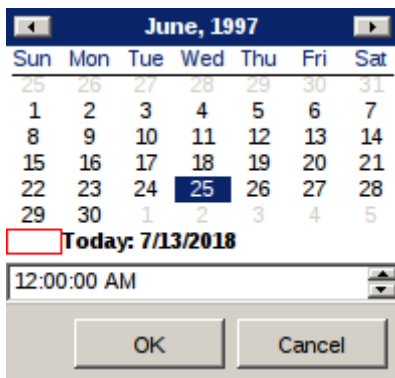 June, 1997
Sun Mon Tue Wed Thu Fri Sat
25 26 27 28 29 30 31
1 2 3 4 5 6 7
8 9 10 11 12 13 14
15 16 17 18 19 20 21
22 23 24 25 26 27 28
29 30 1 2 3 4 5
Today: 7/13/2018
12:00:00 AM
OK Cancel